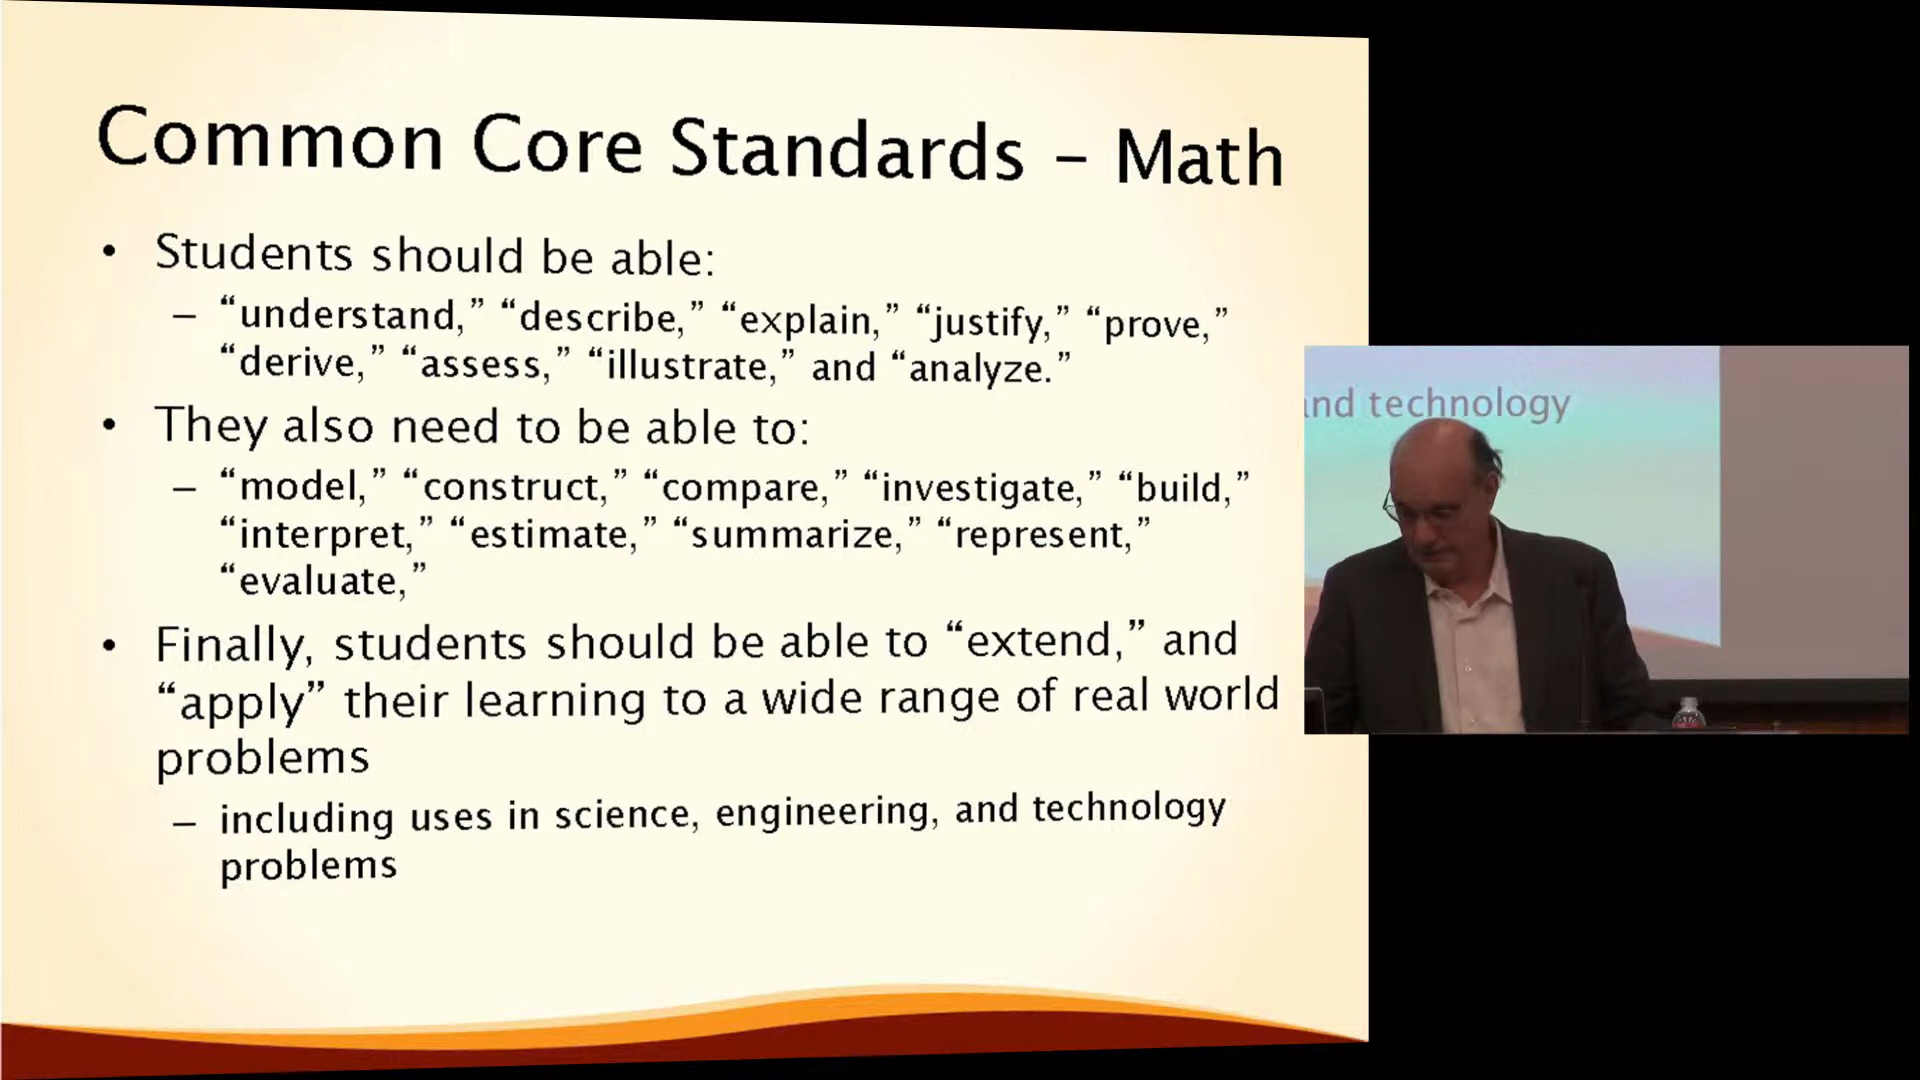 Common Core Standards – Math
• Students should be able:
– “understand,” “describe,” “explain,” “justify,” “prove,”
“derive,” “assess,” “illustrate,” and “analyze.”
• They also need to be able to:
– “model,” “construct,” “compare,” “investigate,” “build,”
“interpret,” “estimate,” “summarize,” “represent,”
“evaluate,”
• Finally, students should be able to “extend,” and
“apply” their learning to a wide range of real world
problems
– including uses in science, engineering, and technology
problems
and technology